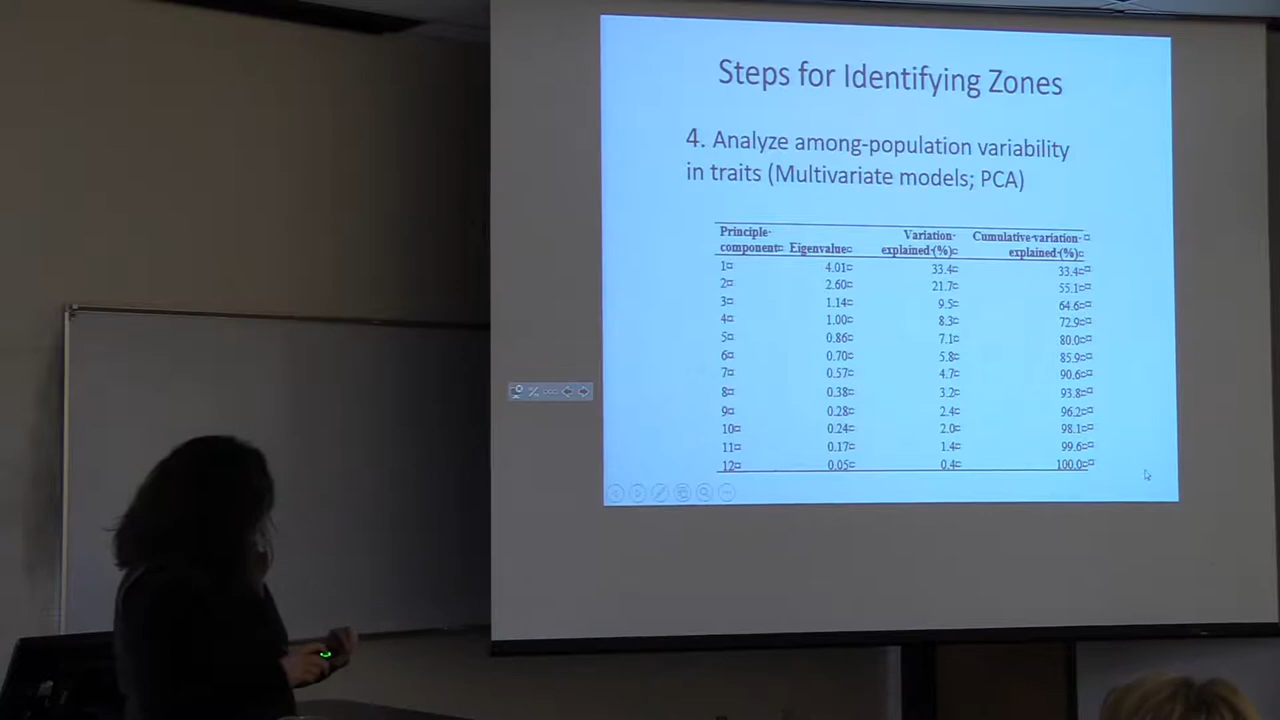 Steps for Identifying Zones
4. Analyze among-population variability
in traits (Multivariate models; PCA)
Principle· Variation· Cumulative·variation·¤
component¤ Eigenvalue¤ explained·(%)¤ explained·(%)¤
1¤ 4.01¤ 33.4¤ 33.4¤¤
2¤ 2.60¤ 21.7¤ 55.1¤¤
3¤ 1.14¤ 9.5¤ 64.6¤¤
4¤ 1.00¤ 8.3¤ 72.9¤¤
5¤ 0.86¤ 7.1¤ 80.0¤¤
6¤ 0.70¤ 5.8¤ 85.9¤¤
7¤ 0.57¤ 4.7¤ 90.6¤¤
8¤ 0.38¤ 3.2¤ 93.8¤¤
9¤ 0.28¤ 2.4¤ 96.2¤¤
10¤ 0.24¤ 2.0¤ 98.1¤¤
11¤ 0.17¤ 1.4¤ 99.6¤¤
12¤ 0.05¤ 0.4¤ 100.0¤¤